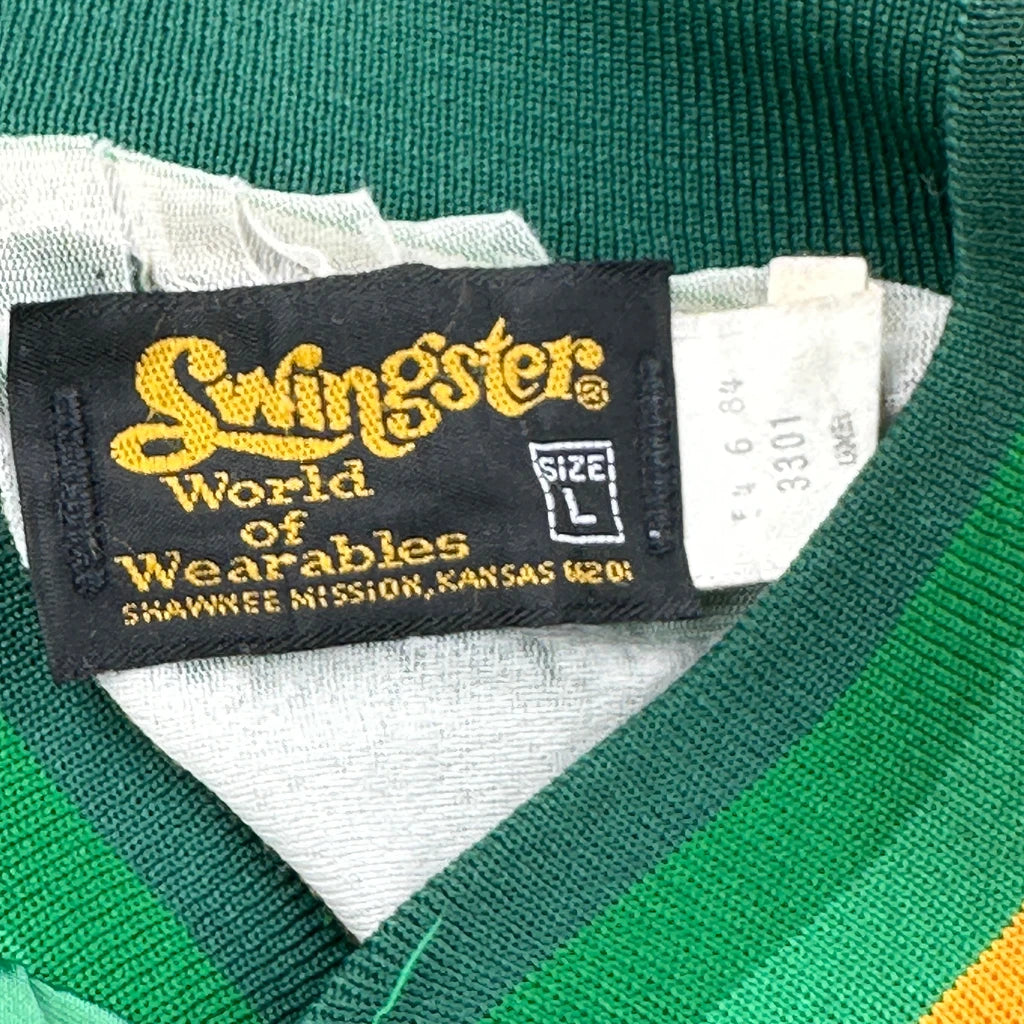 Swingster®
World
of
Wearables
SHAWNEE MISSION, KANSAS 66201
SIZE
L
6 84
3301